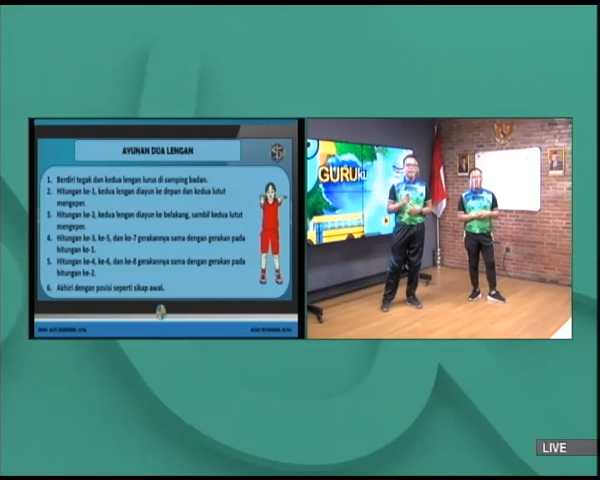 AYUNAN DUA LENGAN
1. Berdiri tegak dan kedua lengan lurus di samping badan.
2. Hitungan ke-1, kedua lengan diayun ke depan dan kedua lutut
mengeper.
3. Hitungan ke-2, kedua lengan diayun ke belakang, sambil kedua lutut
mengeper.
4. Hitungan ke-3, ke-5, dan ke-7 gerakannya sama dengan gerakan pada
hitungan ke-1.
5. Hitungan ke-4, ke-6, dan ke-8 gerakannya sama dengan gerakan pada
hitungan ke-2.
6. Akhiri dengan posisi seperti sikap awal.
GURUku
LIVE